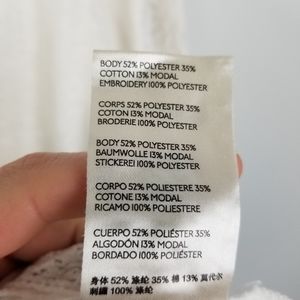 BODY 52% POLYESTER 35%
COTTON 13% MODAL
EMBROIDERY 100% POLYESTER
CORPS 52% POLYESTER 35%
COTON 13% MODAL
BRODERIE 100% POLYESTER
BODY 52% POLYESTER 35%
BAUMWOLLE 13% MODAL
STICKEREI 100% POLYESTER
CORPO 52% POLIESTERE 35%
COTONE 13% MODAL
RICAMO 100% POLIESTERE
CUERPO 52% POLIÉSTER 35%
ALGODÓN 13% MODAL
BORDADO 100% POLIÉSTER
身体 52% 涤纶 35% 棉 13% 莫代尔
刺繡 100% 涤纶